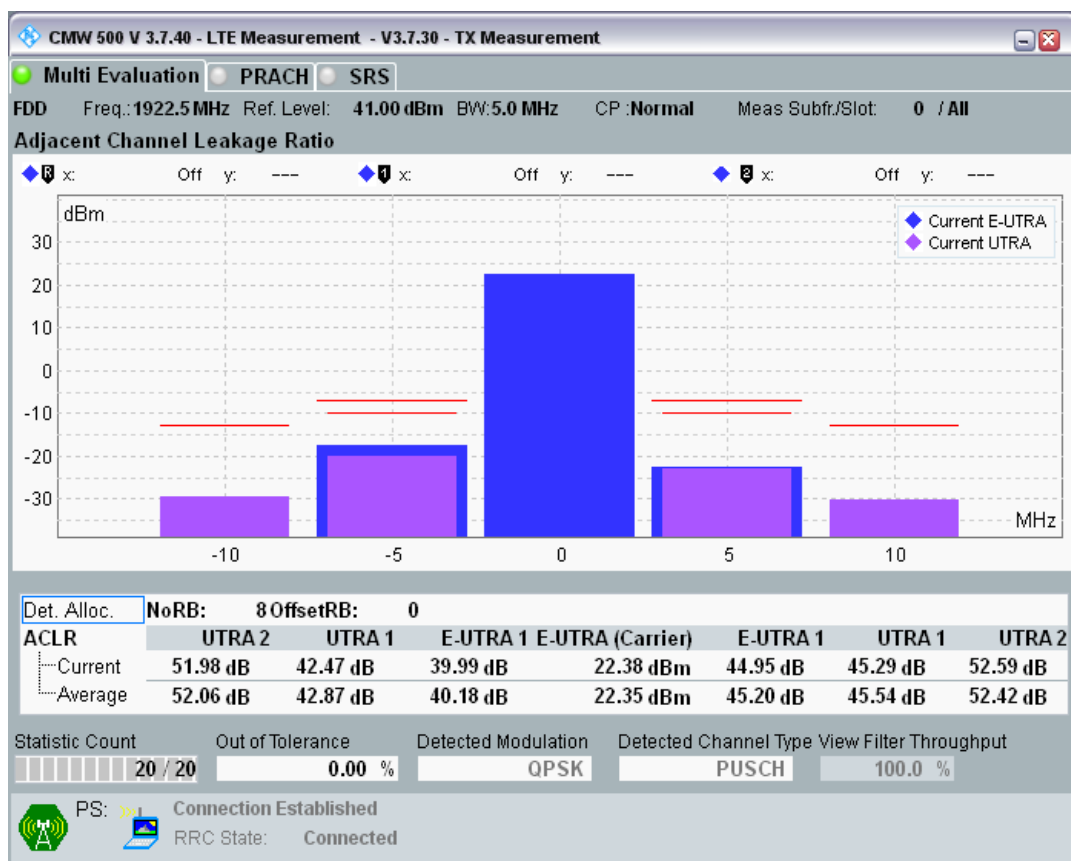 CMW 500 V 3.7.40 - LTE Measurement - V3.7.30 - TX Measurement
Multi Evaluation PRACH SRS
FDD Freq.: 1922.5 MHz Ref. Level: 41.00 dBm BW: 5.0 MHz CP : Normal Meas Subfr./Slot: 0 / All
Adjacent Channel Leakage Ratio
R x: Off y: --- 1 x: Off y: --- 2 x: Off y: ---
dBm
Current E-UTRA
Current UTRA
30
20
10
0
-10
-20
-30
MHz
-10 -5 0 5 10
Det. Alloc. NoRB: 8 OffsetRB: 0
ACLR UTRA 2 UTRA 1 E-UTRA 1 E-UTRA (Carrier) E-UTRA 1 UTRA 1 UTRA 2
Current 51.98 dB 42.47 dB 39.99 dB 22.38 dBm 44.95 dB 45.29 dB 52.59 dB
Average 52.06 dB 42.87 dB 40.18 dB 22.35 dBm 45.20 dB 45.54 dB 52.42 dB
Statistic Count Out of Tolerance Detected Modulation Detected Channel Type View Filter Throughput
20 / 20 0.00 % QPSK PUSCH 100.0 %
PS: Connection Established
RRC State: Connected